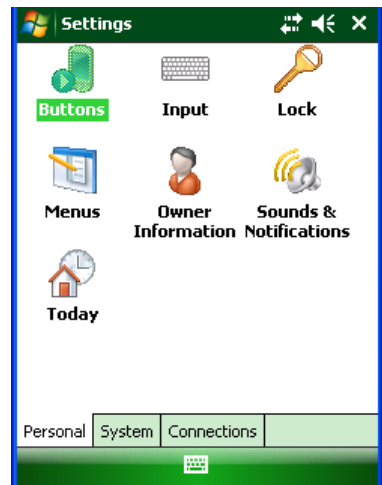 Settings
Buttons Input Lock
Menus Owner Information Sounds & Notifications
Today
Personal System Connections